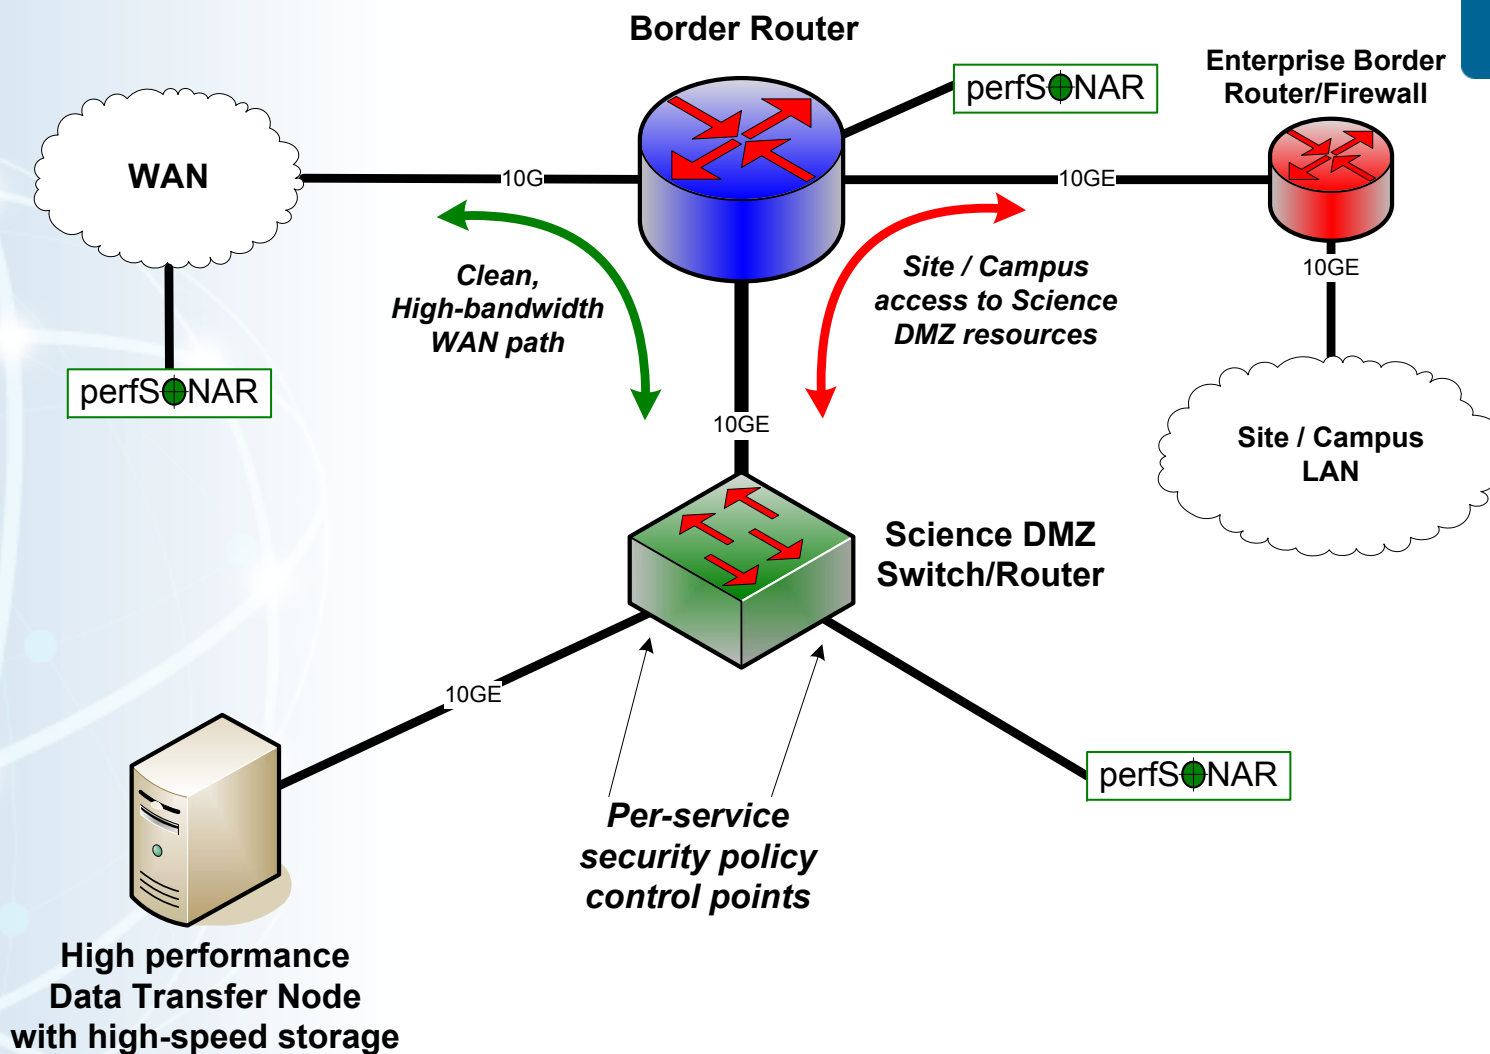 Border Router
perfSONAR
Enterprise Border
Router/Firewall
WAN
10G
10GE
10GE
Clean,
High-bandwidth
WAN path
Site / Campus
access to Science
DMZ resources
perfSONAR
10GE
Site / Campus
LAN
Science DMZ
Switch/Router
10GE
perfSONAR
Per-service
security policy
control points
High performance
Data Transfer Node
with high-speed storage